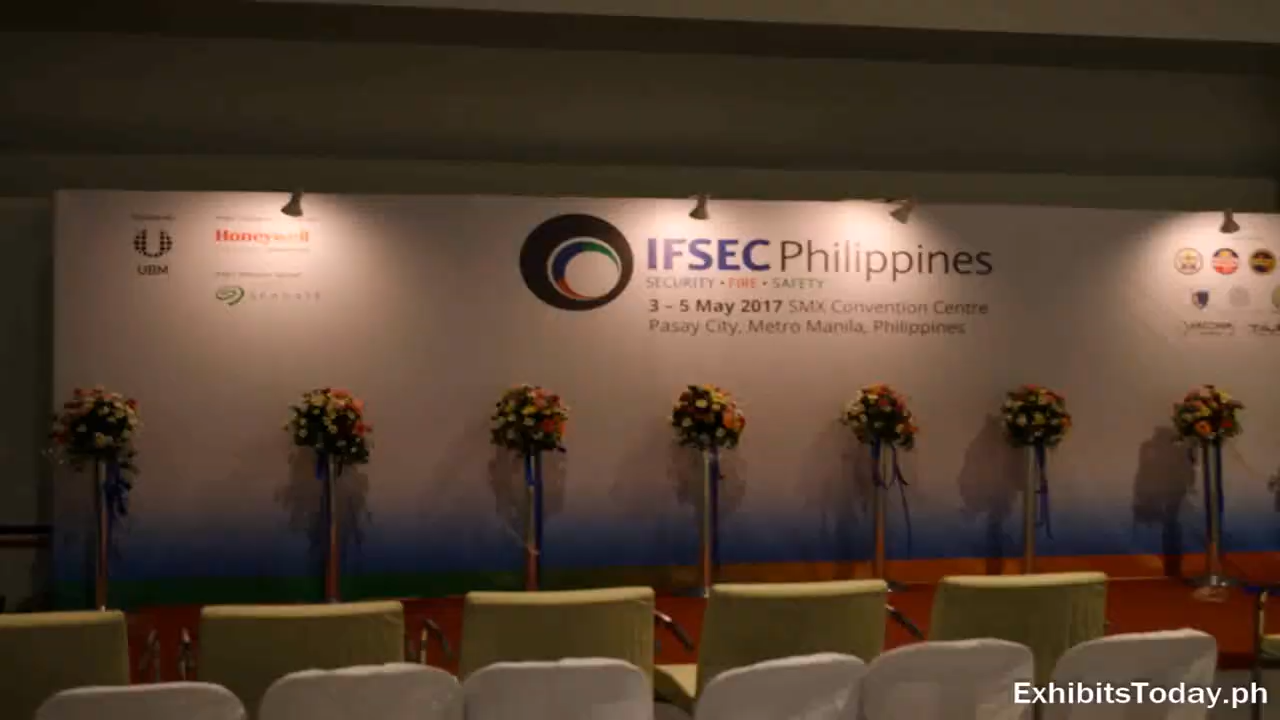 UBM
Honeywell
SEAGATE
IFSEC Philippines
SECURITY • FIRE • SAFETY
3 – 5 May 2017 SMX Convention Centre
Pasay City, Metro Manila, Philippines
ExhibitsToday.ph